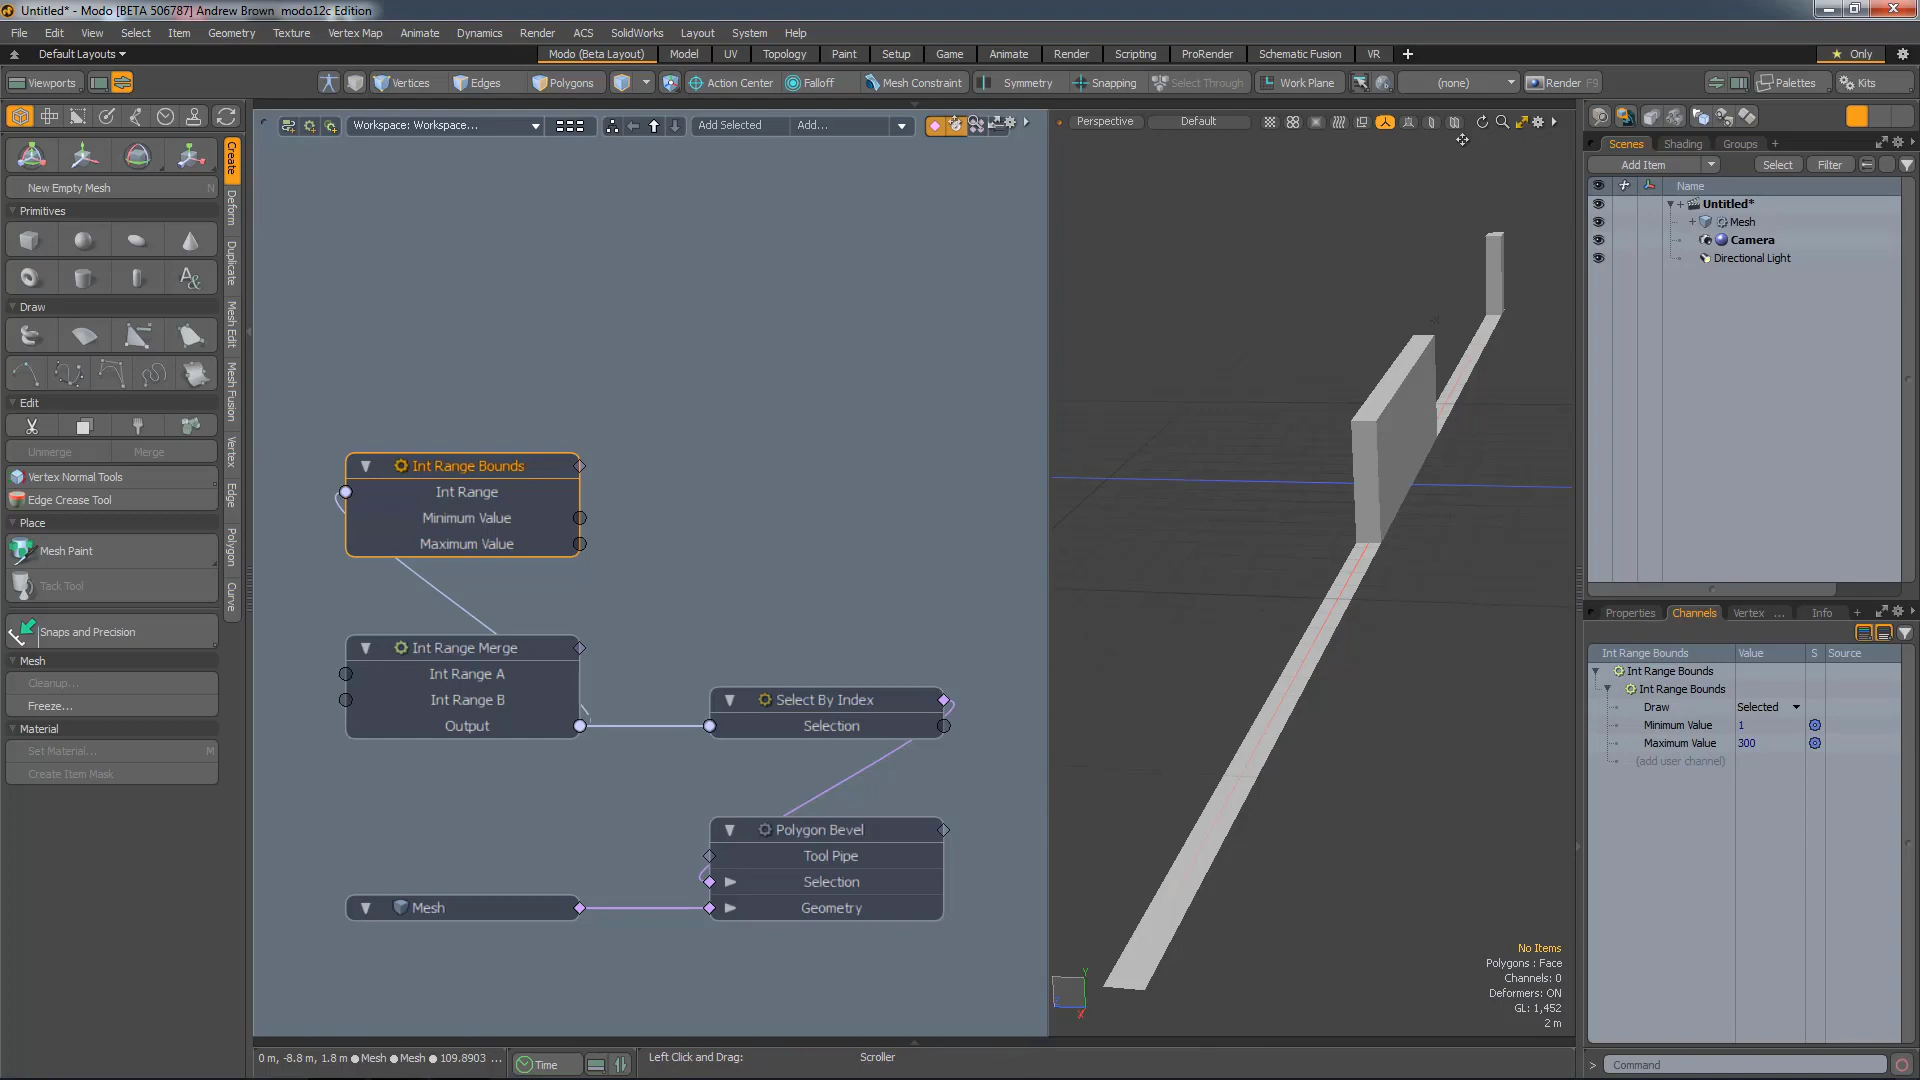 Untitled* - Modo [BETA 506787] Andrew Brown modo12c Edition
File Edit View Select Item Geometry Texture Vertex Map Animate Dynamics Render ACS SolidWorks Layout System Help
Default Layouts Modo (Beta Layout) Model UV Topology Paint Setup Game Animate Render Scripting ProRender Schematic Fusion VR + Only
Viewports Vertices Edges Polygons Action Center Falloff Mesh Constraint Symmetry Snapping Select Through Work Plane (none) Render F9 Palettes Kits
Workspace: Workspace... Add Selected Add...
Perspective Default
Create
Deform
Duplicate
Mesh Edit
Mesh Fusion
Vertex
Edge
Polygon
Curve
New Empty Mesh N
Primitives
Draw
Edit
Unmerge Merge
Vertex Normal Tools
Edge Crease Tool
Place
Mesh Paint
Tack Tool
Snaps and Precision
Mesh
Cleanup...
Freeze...
Material
Set Material... M
Create Item Mask
Int Range Bounds
Int Range
Minimum Value
Maximum Value
Int Range Merge
Int Range A
Int Range B
Output
Select By Index
Selection
Polygon Bevel
Tool Pipe
Selection
Geometry
Mesh
No Items
Polygons : Face
Channels: 0
Deformers: ON
GL: 1,452
2 m
Y
X
Scenes Shading Groups +
Add Item Select Filter
Name
Untitled*
Mesh
Camera
Directional Light
Properties Channels Vertex ... Info +
Int Range Bounds Value S Source
Int Range Bounds
Int Range Bounds
Draw Selected
Minimum Value 1
Maximum Value 300
(add user channel)
0 m, -8.8 m, 1.8 m Mesh Mesh 109.8903 ... Time Left Click and Drag: Scroller
> Command